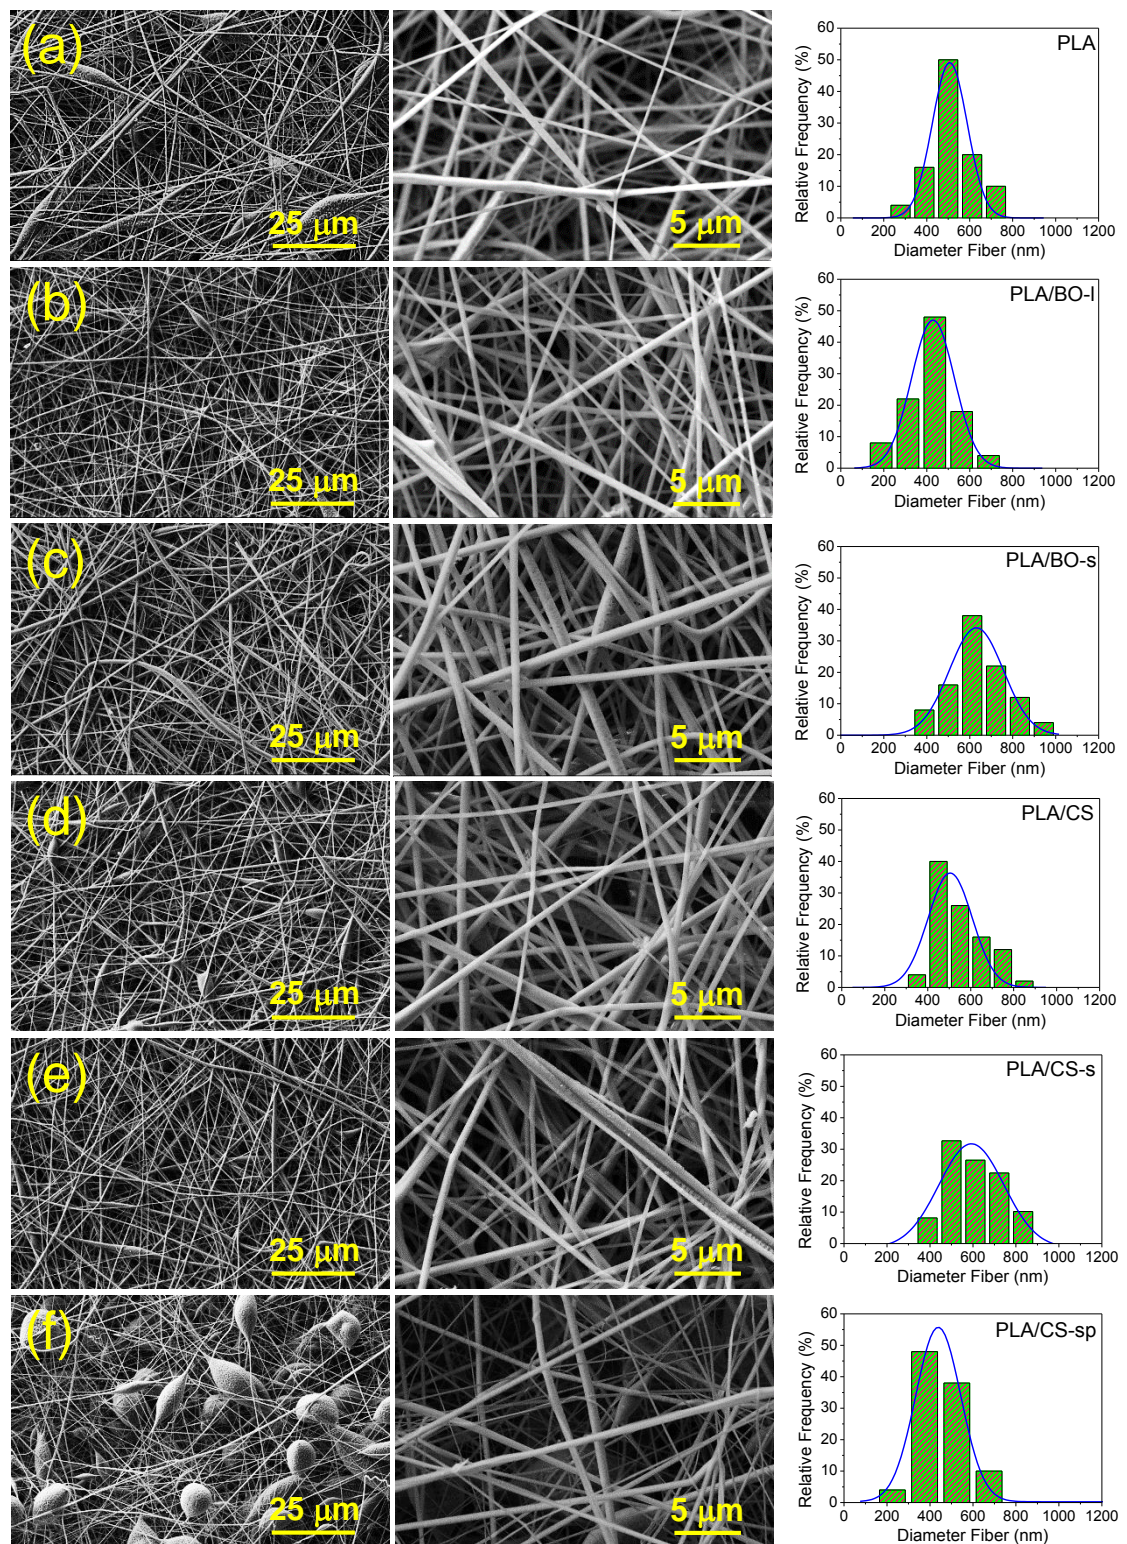 (a)
25 μm
5 μm
PLA
Relative Frequency (%)
60
50
40
30
20
10
0
0 200 400 600 800 1000 1200
Diameter Fiber (nm)
(b)
25 μm
5 μm
PLA/BO-l
Relative Frequency (%)
60
50
40
30
20
10
0
0 200 400 600 800 1000 1200
Diameter Fiber (nm)
(c)
25 μm
5 μm
PLA/BO-s
Relative Frequency (%)
60
50
40
30
20
10
0
0 200 400 600 800 1000 1200
Diameter Fiber (nm)
(d)
25 μm
5 μm
PLA/CS
Relative Frequency (%)
60
50
40
30
20
10
0
0 200 400 600 800 1000 1200
Diameter Fiber (nm)
(e)
25 μm
5 μm
PLA/CS-s
Relative Frequency (%)
60
50
40
30
20
10
0
0 200 400 600 800 1000 1200
Diameter Fiber (nm)
(f)
25 μm
5 μm
PLA/CS-sp
Relative Frequency (%)
60
50
40
30
20
10
0
0 200 400 600 800 1000 1200
Diameter Fiber (nm)